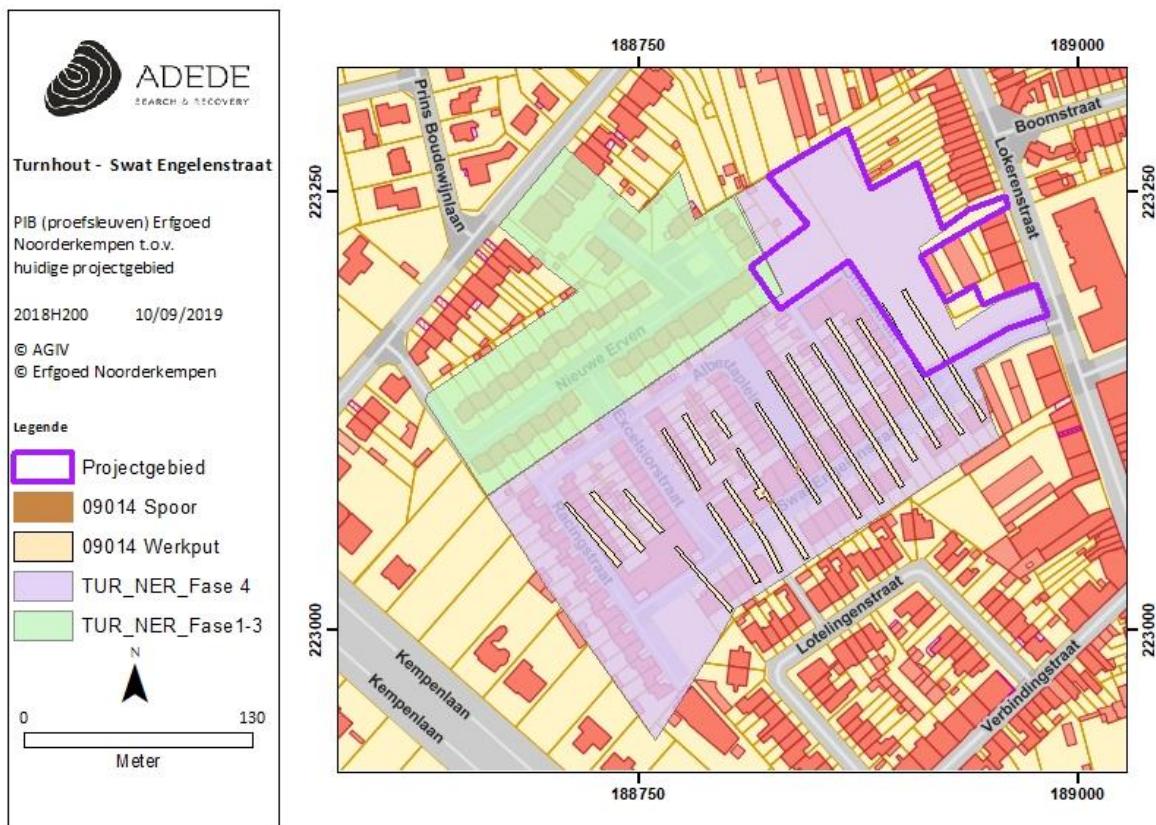 ADEDE
SEARCH & RECOVERY
Turnhout - Swat Engelenstraat
PIB (proefsleuven) Erfgoed
Noorderkempen t.o.v.
huidige projectgebied
2018H200 10/09/2019
© AGIV
© Erfgoed Noorderkempen
Legende
Projectgebied
09014 Spoor
09014 Werkput
TUR_NER_Fase 4
TUR_NER_Fase1-3
N
0 130
Meter
188750 189000
223250 223250
223000 223000
188750 189000
Prins Boudewijnlaan
Boomstraat
Lokerenstraat
Nieuwe Erven
Albertaplein
Excelsiorstraat
Swat Engelenstraat
Racingstraat
Lotelingenstraat
Verbindingstraat
Kempenlaan
Kempenlaan